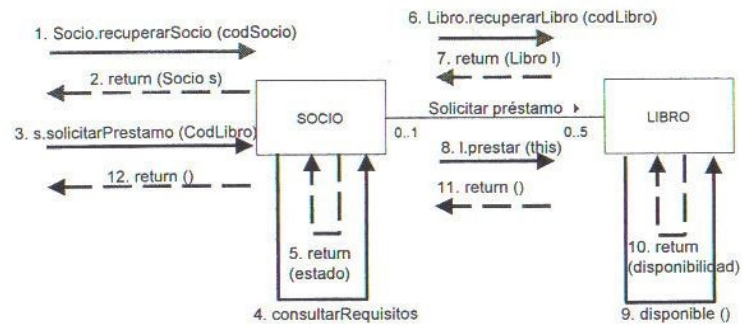 1. Socio.recuperarSocio (codSocio)
2. return (Socio s)
3. s.solicitarPrestamo (CodLibro)
12. return ()
SOCIO
5. return
(estado)
4. consultarRequisitos
6. Libro.recuperarLibro (codLibro)
7. return (Libro l)
Solicitar préstamo
0..1
0..5
8. l.prestar (this)
11. return ()
LIBRO
10. return
(disponibilidad)
9. disponible ()